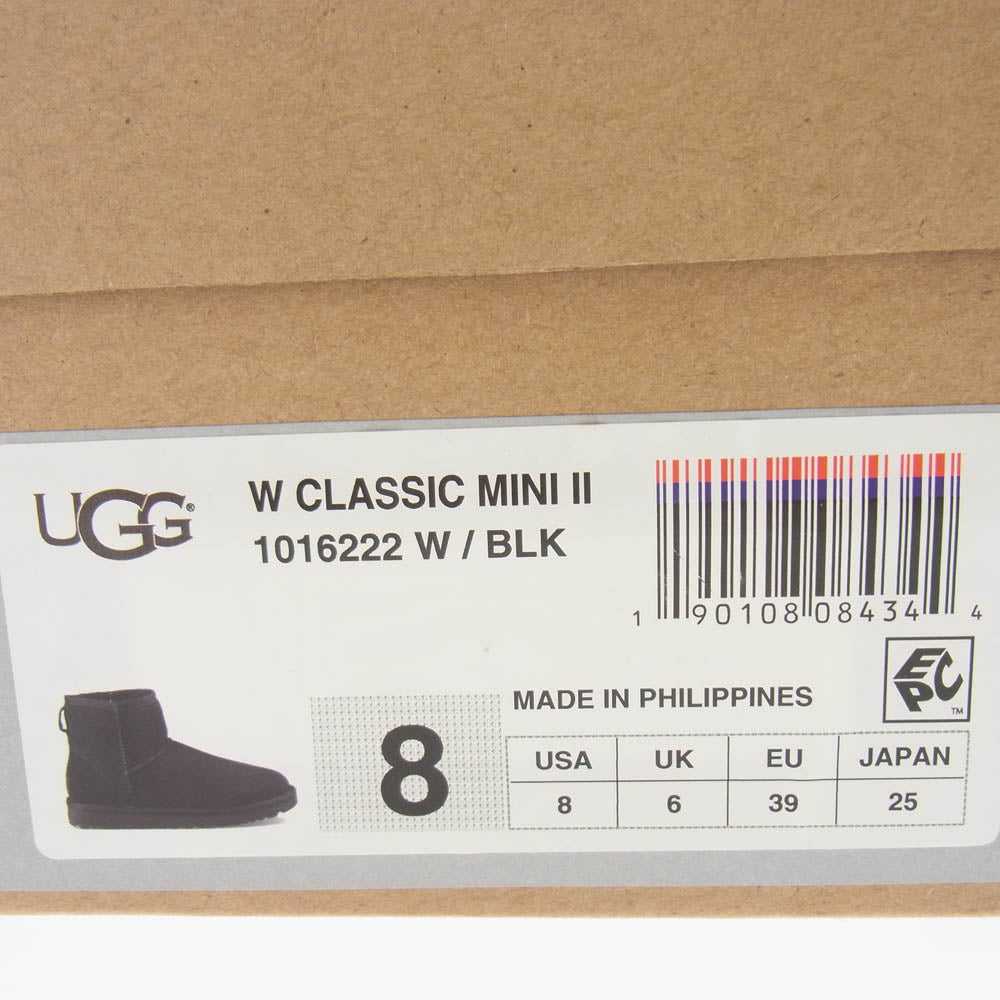 UGG®
W CLASSIC MINI II
1016222 W / BLK
1 90108 08434 4
EPC™
MADE IN PHILIPPINES
8
USA UK EU JAPAN
8 6 39 25